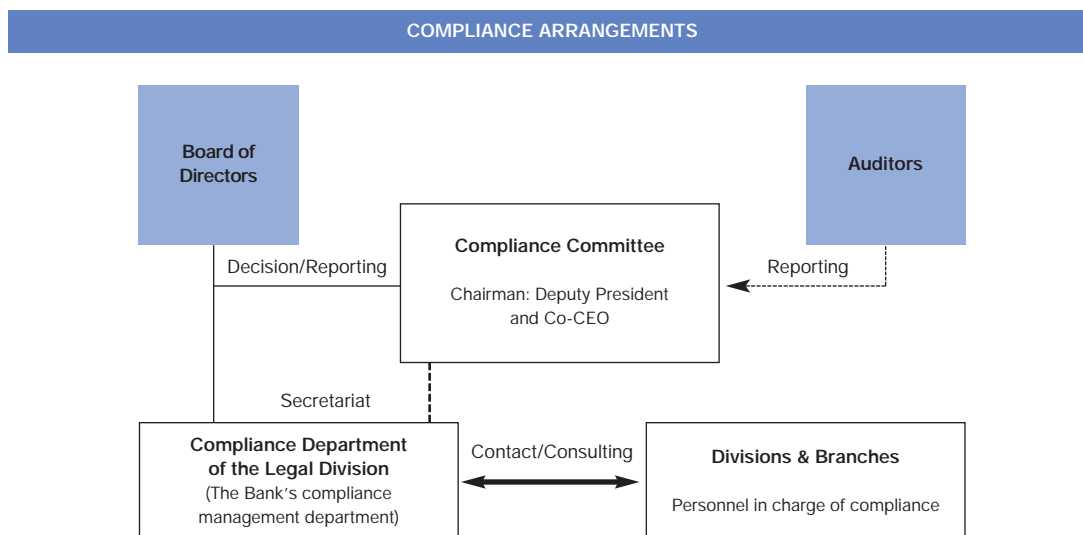 COMPLIANCE ARRANGEMENTS
Board of
Directors
Auditors
Compliance Committee
Chairman: Deputy President
and Co-CEO
Decision/Reporting
Reporting
Secretariat
Compliance Department
of the Legal Division
(The Bank's compliance
management department)
Contact/Consulting
Divisions & Branches
Personnel in charge of compliance